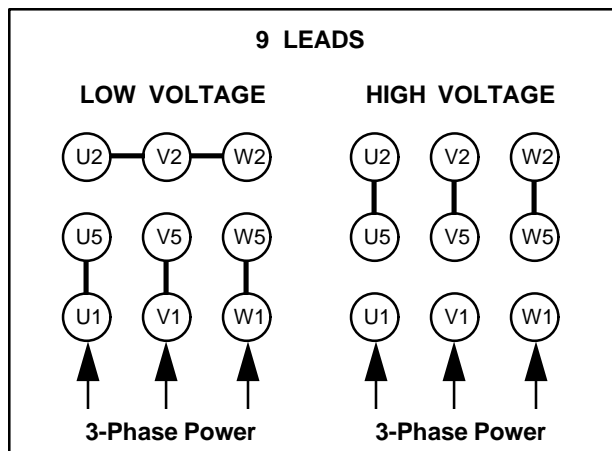 9 LEADS
LOW VOLTAGE
U2 V2 W2
U5 V5 W5
U1 V1 W1
3-Phase Power
HIGH VOLTAGE
U2 V2 W2
U5 V5 W5
U1 V1 W1
3-Phase Power